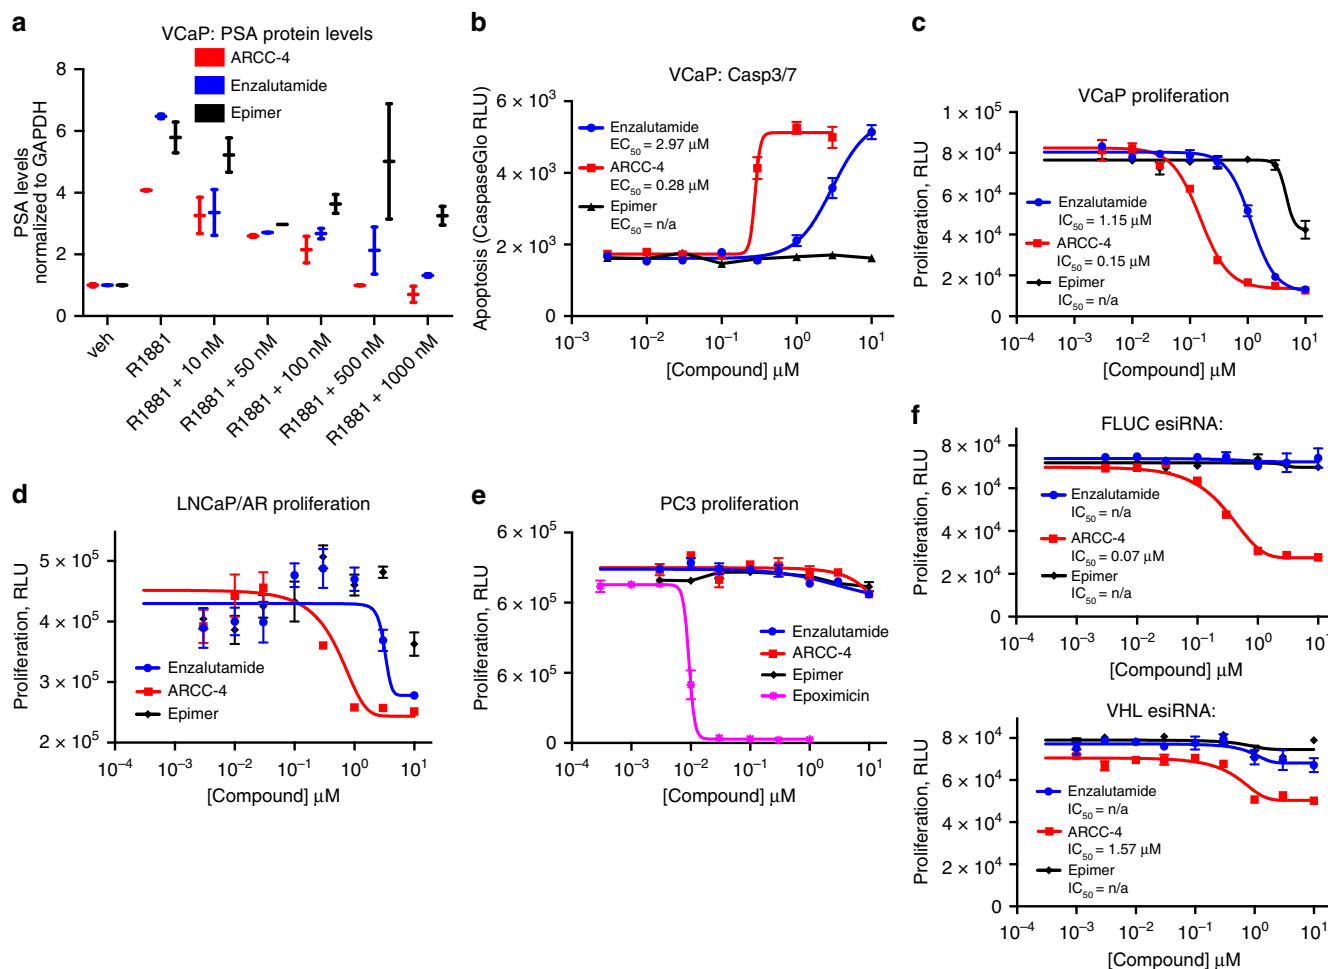 a
VCaP: PSA protein levels
ARCC-4
Enzalutamide
Epimer
PSA levels
normalized to GAPDH
8
6
4
2
0
veh
R1881
R1881 + 10 nM
R1881 + 50 nM
R1881 + 100 nM
R1881 + 500 nM
R1881 + 1000 nM
b
VCaP: Casp3/7
Apoptosis (CaspaseGlo RLU)
6 × 10³
4 × 10³
2 × 10³
0
Enzalutamide
EC₅₀ = 2.97 μM
ARCC-4
EC₅₀ = 0.28 μM
Epimer
EC₅₀ = n/a
10⁻³ 10⁻² 10⁻¹ 10⁰ 10¹
[Compound] μM
c
VCaP proliferation
Proliferation, RLU
1 × 10⁵
8 × 10⁴
6 × 10⁴
4 × 10⁴
2 × 10⁴
0
Enzalutamide
IC₅₀ = 1.15 μM
ARCC-4
IC₅₀ = 0.15 μM
Epimer
IC₅₀ = n/a
10⁻⁴ 10⁻³ 10⁻² 10⁻¹ 10⁰ 10¹
[Compound] μM
d
LNCaP/AR proliferation
Proliferation, RLU
5 × 10⁵
4 × 10⁵
3 × 10⁵
2 × 10⁵
Enzalutamide
ARCC-4
Epimer
10⁻⁴ 10⁻³ 10⁻² 10⁻¹ 10⁰ 10¹
[Compound] μM
e
PC3 proliferation
Proliferation, RLU
6 × 10⁵
6 × 10⁵
6 × 10⁵
0
Enzalutamide
ARCC-4
Epimer
Epoximicin
10⁻⁴ 10⁻³ 10⁻² 10⁻¹ 10⁰ 10¹
[Compound] μM
f
FLUC esiRNA:
Proliferation, RLU
8 × 10⁴
6 × 10⁴
4 × 10⁴
2 × 10⁴
0
Enzalutamide
IC₅₀ = n/a
ARCC-4
IC₅₀ = 0.07 μM
Epimer
IC₅₀ = n/a
10⁻⁴ 10⁻³ 10⁻² 10⁻¹ 10⁰ 10¹
VHL esiRNA:
Proliferation, RLU
8 × 10⁴
6 × 10⁴
4 × 10⁴
2 × 10⁴
0
Enzalutamide
IC₅₀ = n/a
ARCC-4
IC₅₀ = 1.57 μM
Epimer
IC₅₀ = n/a
10⁻⁴ 10⁻³ 10⁻² 10⁻¹ 10⁰ 10¹
[Compound] μM